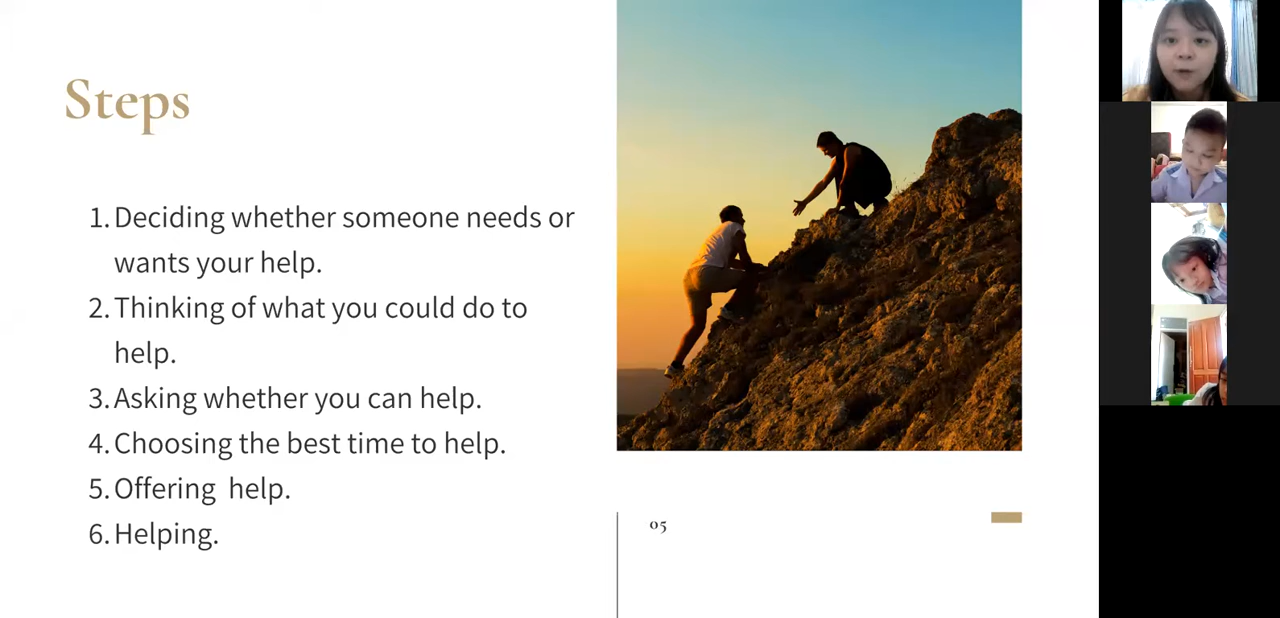 Steps
1. Deciding whether someone needs or
wants your help.
2. Thinking of what you could do to
help.
3. Asking whether you can help.
4. Choosing the best time to help.
5. Offering  help.
6. Helping.
05